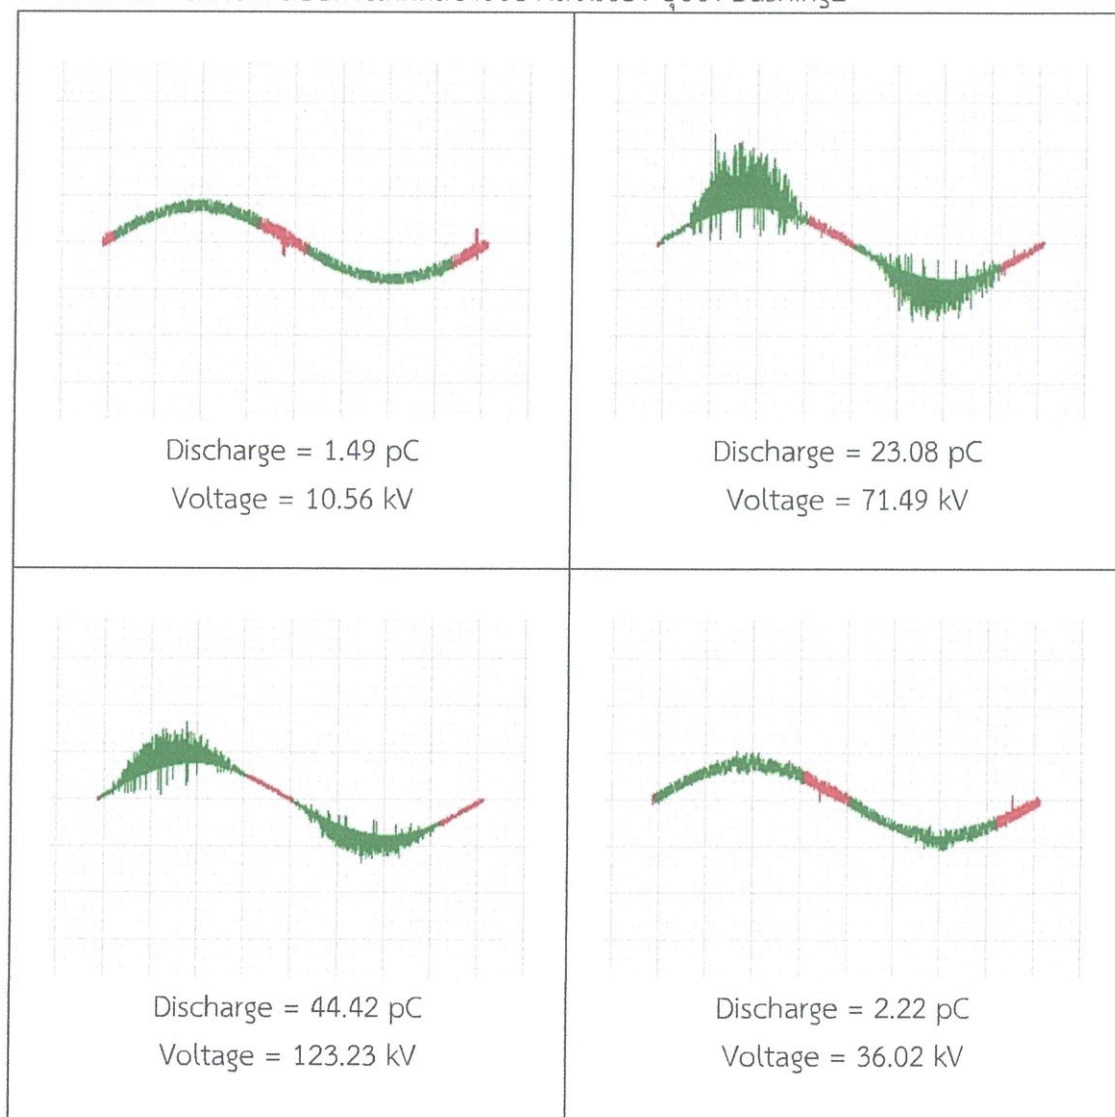 Bushing2
Discharge = 1.49 pC
Voltage = 10.56 kV
Discharge = 23.08 pC
Voltage = 71.49 kV
Discharge = 44.42 pC
Voltage = 123.23 kV
Discharge = 2.22 pC
Voltage = 36.02 kV